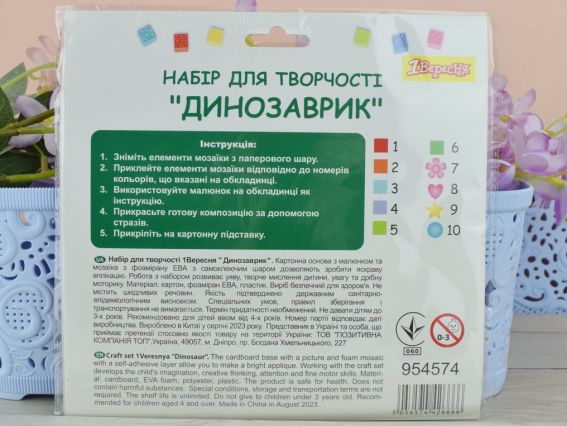 1Вересня
НАБІР ДЛЯ ТВОРЧОСТІ
"ДИНОЗАВРИК"
Інструкція:
1. Зніміть елементи мозаїки з паперового шару.
2. Приклейте елементи мозаїки відповідно до номерів
кольорів, що вказані на обкладинці.
3. Використовуйте малюнок на обкладинці як
інструкцію.
4. Прикрасьте готову композицію за допомогою
стразів.
5. Прикріпіть на картонну підставку.
1 6
2 7
3 8
4 9
5 10
UA Набір для творчості 1Вересня "Динозаврик". Картонна основа з малюнком та
мозаїка з фоамірану ЕВА з самоклеючим шаром дозволяють зробити яскраву
аплікацію. Робота з набором розвиває уяву, творче мислення дитини, увагу та дрібну
моторику. Матеріал: картон, фоаміран ЕВА, пластик. Виріб безпечний для здоров'я. Не
містить шкідливих речовин. Якість підтверджено державним санітарно-
епідеміологічним висновком. Спеціальних умов, правил зберігання і
транспортування не вимагається. Термін придатності необмежений. Не давати дітям до
3-х років. Рекомендовано для дітей віком від 4-х років. Номер партії відповідає даті
виробництва. Вироблено в Китаї у серпні 2023 року. Представник в Україні та особа, що
приймає претензії стосовно якості товару на території України: ТОВ "ПОЗИТИВНА
КОМПАНІЯ ТОП", Україна, 49057, м. Дніпро, пр. Богдана Хмельницького, 227
EN Craft set 1Veresnya "Dinosaur". The cardboard base with a picture and foam mosaic
with a self-adhesive layer allow you to make a bright applique. Working with the craft set
develops the child's imagination, creative thinking, attention and fine motor skills. Mate-
rial: cardboard, EVA foam, polyester, plastic. The product is safe for health. Does not
contain harmful substances. Special conditions, storage and transportation terms are not
required. The shelf life is unlimited. Do not give to children under 3 years old. Recom-
mended for children aged 4 and over. Made in China in August 2023.
060
0-3
954574
5 056574 426666